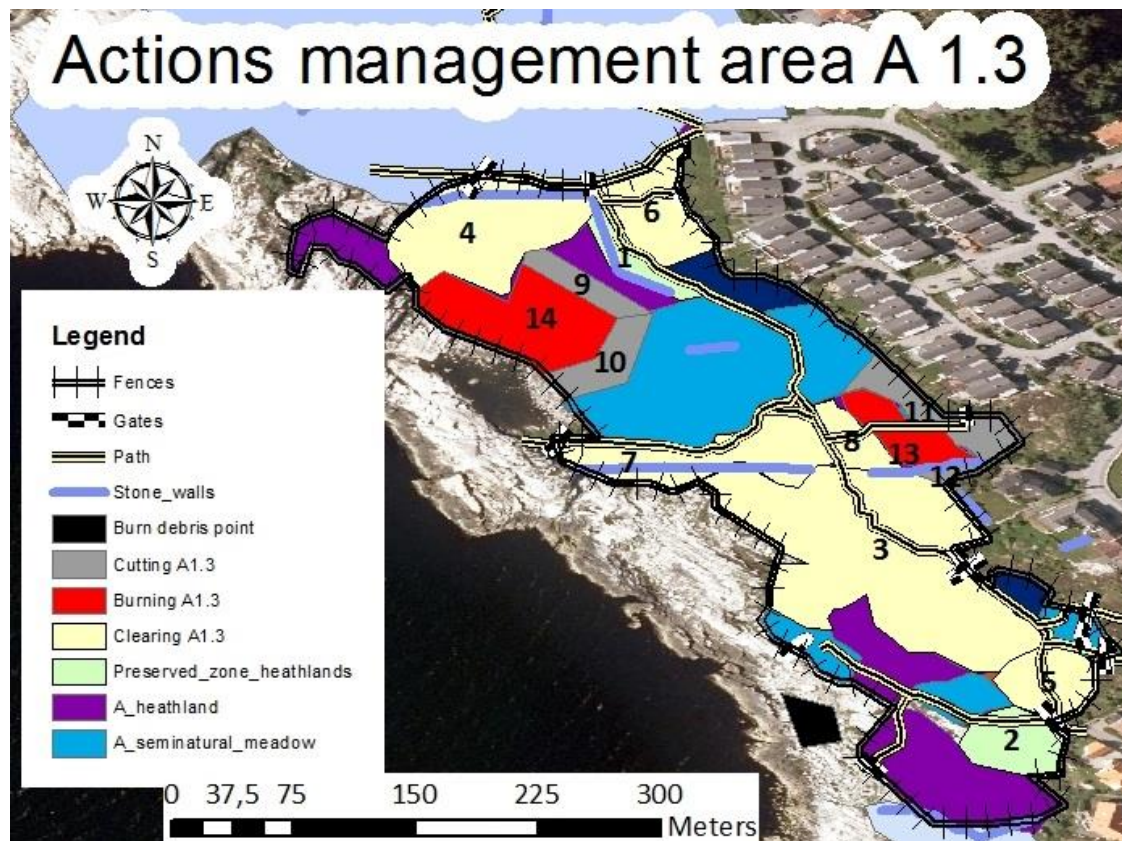 Actions management area A 1.3
N
W E
S
6
4
1
9
14
10
11
8
13
7
12
3
5
2
Legend
Fences
Gates
Path
Stone_walls
Burn debris point
Cutting A1.3
Burning A1.3
Clearing A1.3
Preserved_zone_heathlands
A_heathland
A_seminatural_meadow
0 37,5 75 150 225 300
Meters